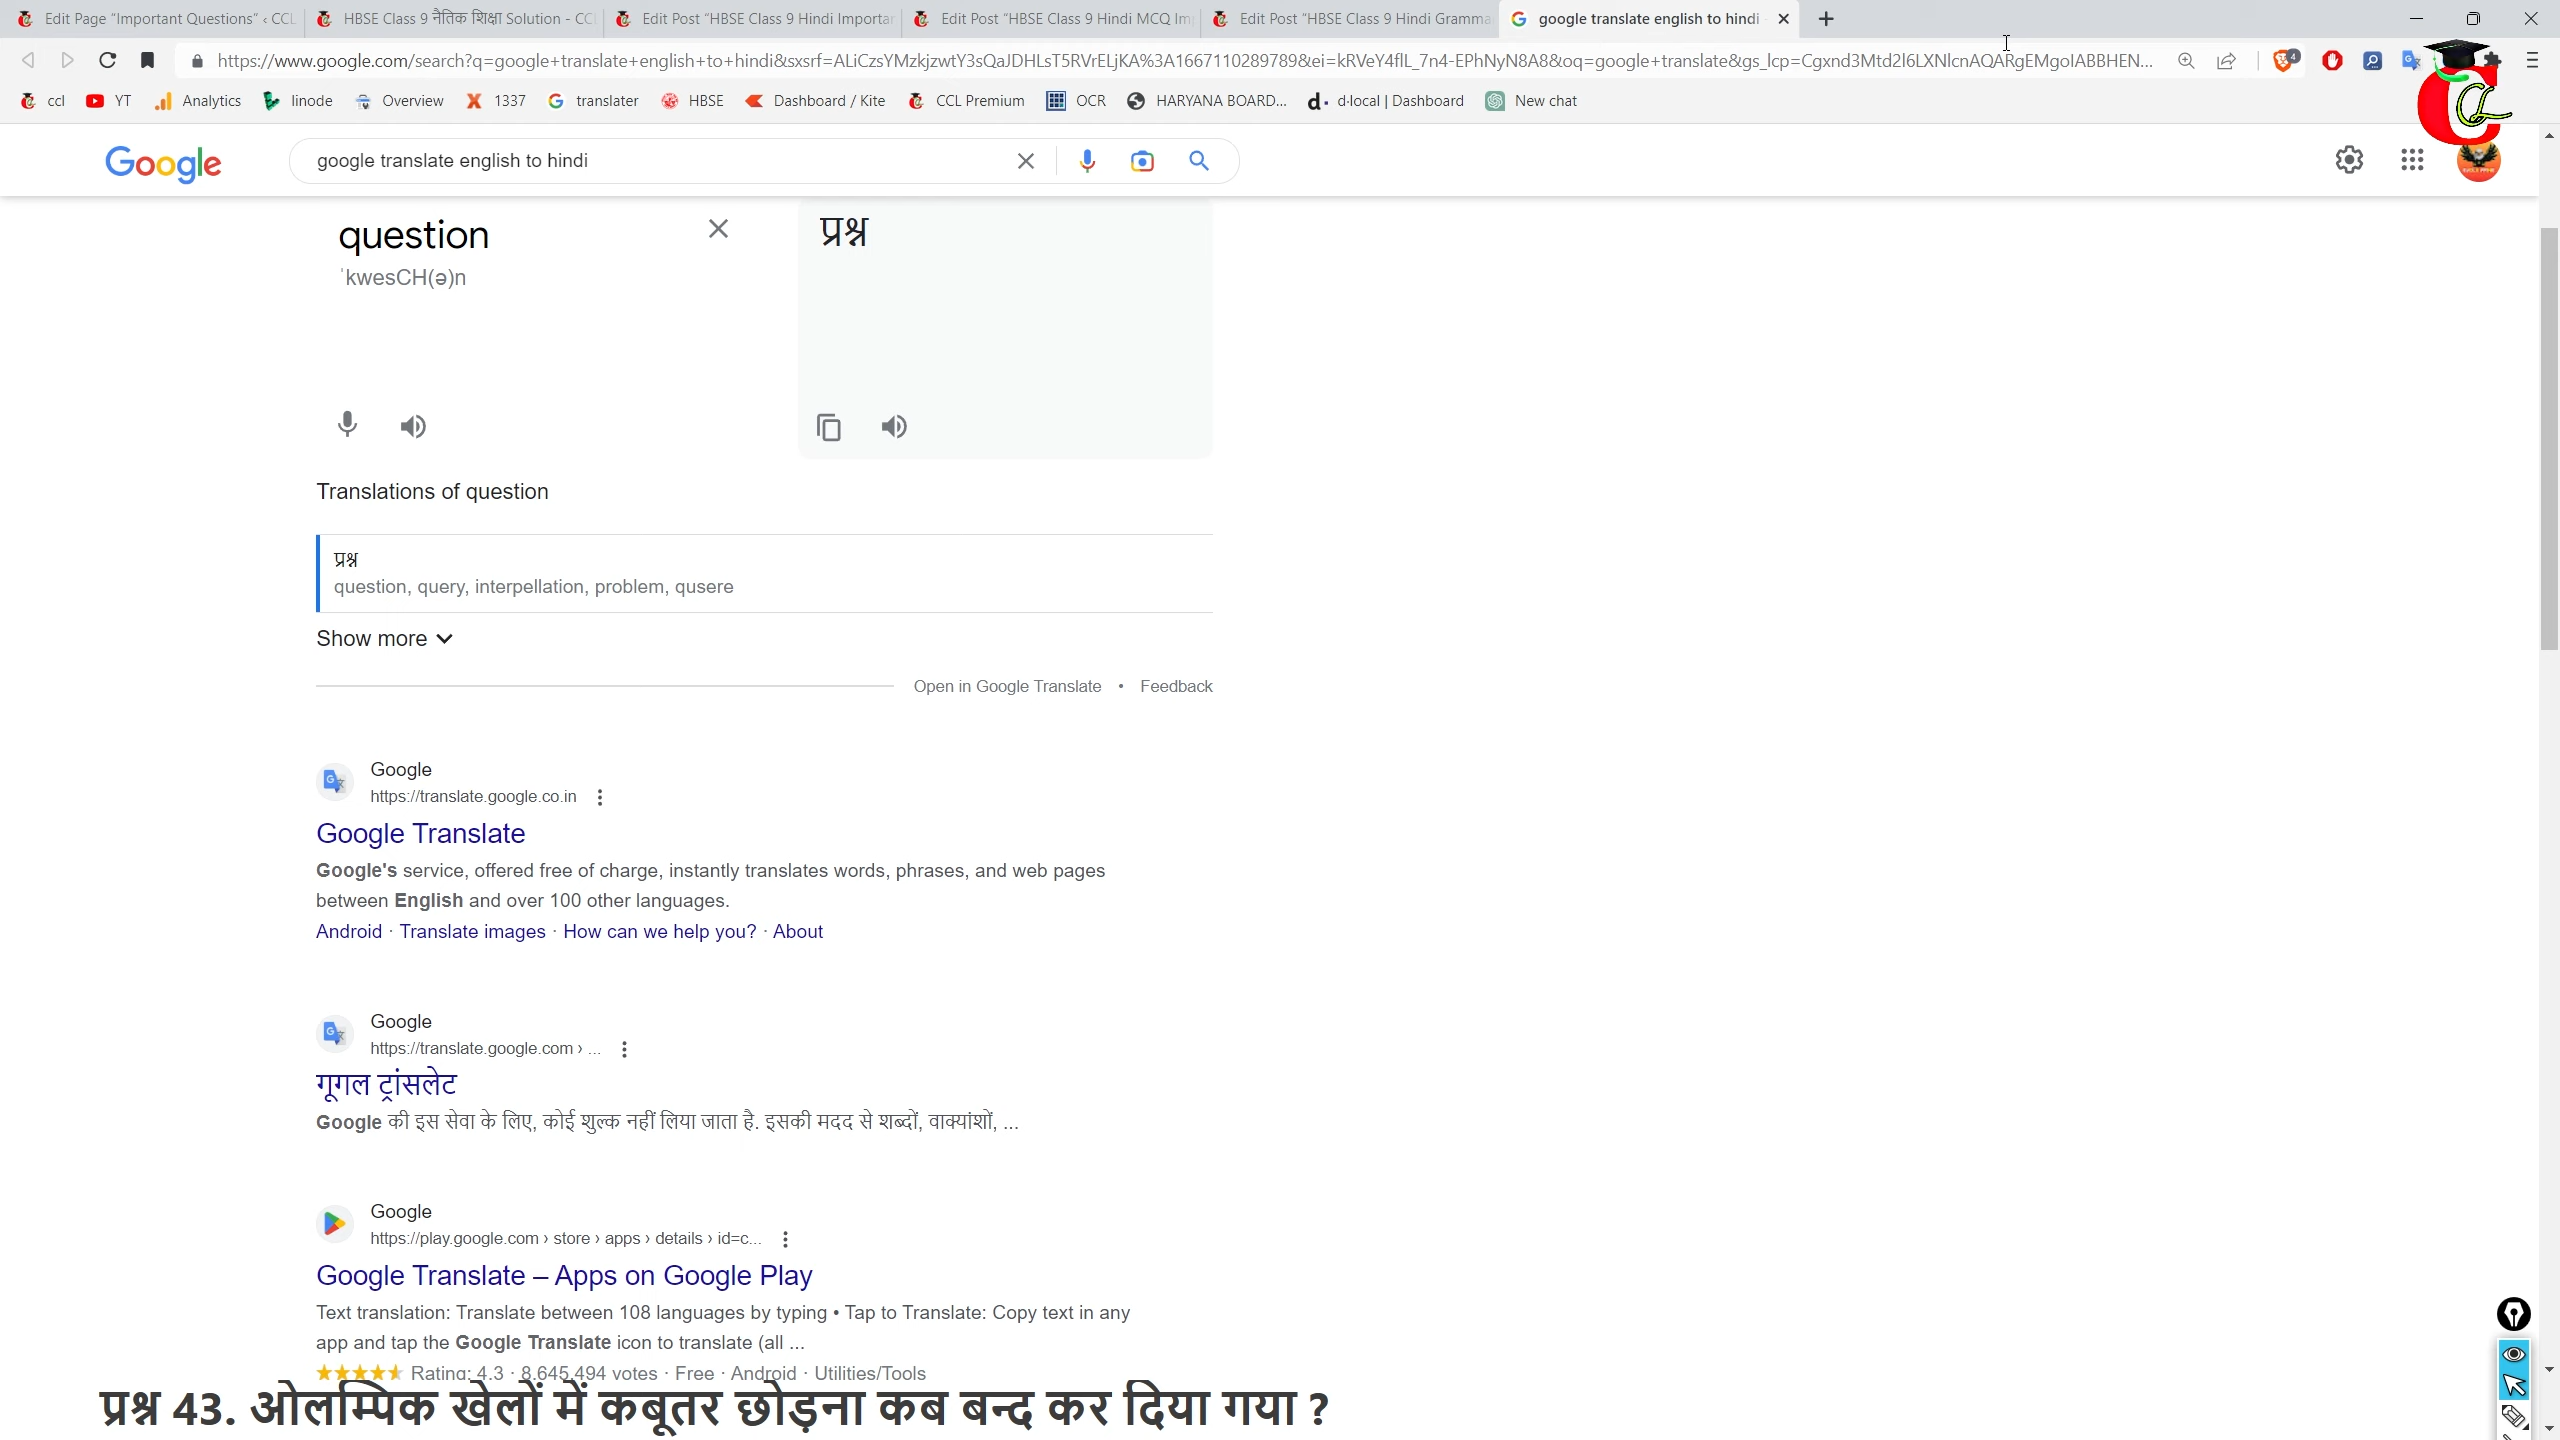 Edit Page "Important Questions" ‹ CCL
HBSE Class 9 नैतिक शिक्षा Solution - CC
Edit Post "HBSE Class 9 Hindi Importan
Edit Post "HBSE Class 9 Hindi MCQ Im
Edit Post "HBSE Class 9 Hindi Gramma
google translate english to hindi
https://www.google.com/search?q=google+translate+english+to+hindi&sxsrf=ALiCzsYMzkjzwtY3sQaJDHLsT5RVrELjKA%3A1667110289789&ei=kRVeY4flL_7n4-EPhNyN8A8&oq=google+translate&gs_lcp=Cgxnd3Mtd2l6LXNlcnAQARgEMgoIABBHEN...
4
ccl YT Analytics linode Overview 1337 translater HBSE Dashboard / Kite CCL Premium OCR HARYANA BOARD... d·local | Dashboard New chat
Google
google translate english to hindi
question
प्रश्न
ˈkwesCH(ə)n
Translations of question
प्रश्न
question, query, interpellation, problem, qusere
Show more
Open in Google Translate • Feedback
Google
https://translate.google.co.in
Google Translate
Google's service, offered free of charge, instantly translates words, phrases, and web pages
between English and over 100 other languages.
Android · Translate images · How can we help you? · About
Google
https://translate.google.com › ...
गूगल ट्रांसलेट
Google की इस सेवा के लिए, कोई शुल्क नहीं लिया जाता है. इसकी मदद से शब्दों, वाक्यांशों, ...
Google
https://play.google.com › store › apps › details › id=c...
Google Translate – Apps on Google Play
Text translation: Translate between 108 languages by typing • Tap to Translate: Copy text in any
app and tap the Google Translate icon to translate (all ...
Rating: 4.3 · 8,645,494 votes · Free · Android · Utilities/Tools
प्रश्न 43. ओलम्पिक खेलों में कबूतर छोड़ना कब बन्द कर दिया गया ?